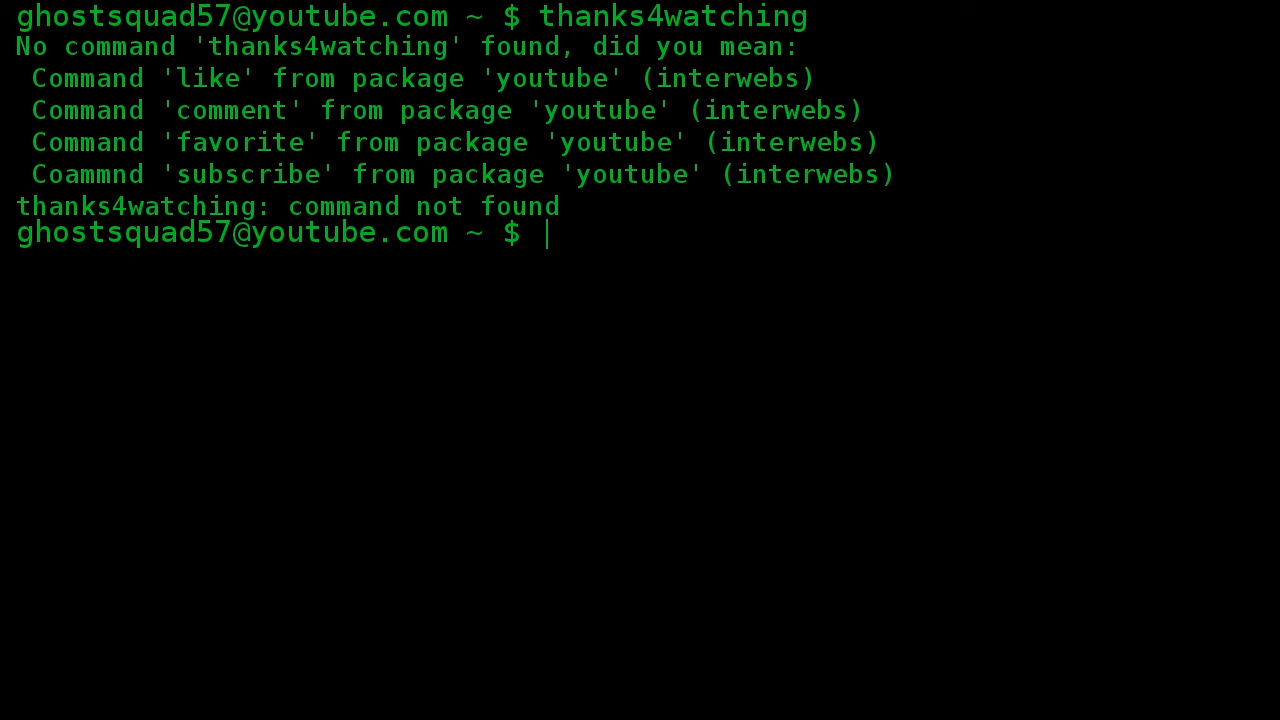 ghostsquad57@youtube.com ~ $ thanks4watching
No command 'thanks4watching' found, did you mean:
Command 'like' from package 'youtube' (interwebs)
Command 'comment' from package 'youtube' (interwebs)
Command 'favorite' from package 'youtube' (interwebs)
Coammnd 'subscribe' from package 'youtube' (interwebs)
thanks4watching: command not found
ghostsquad57@youtube.com ~ $